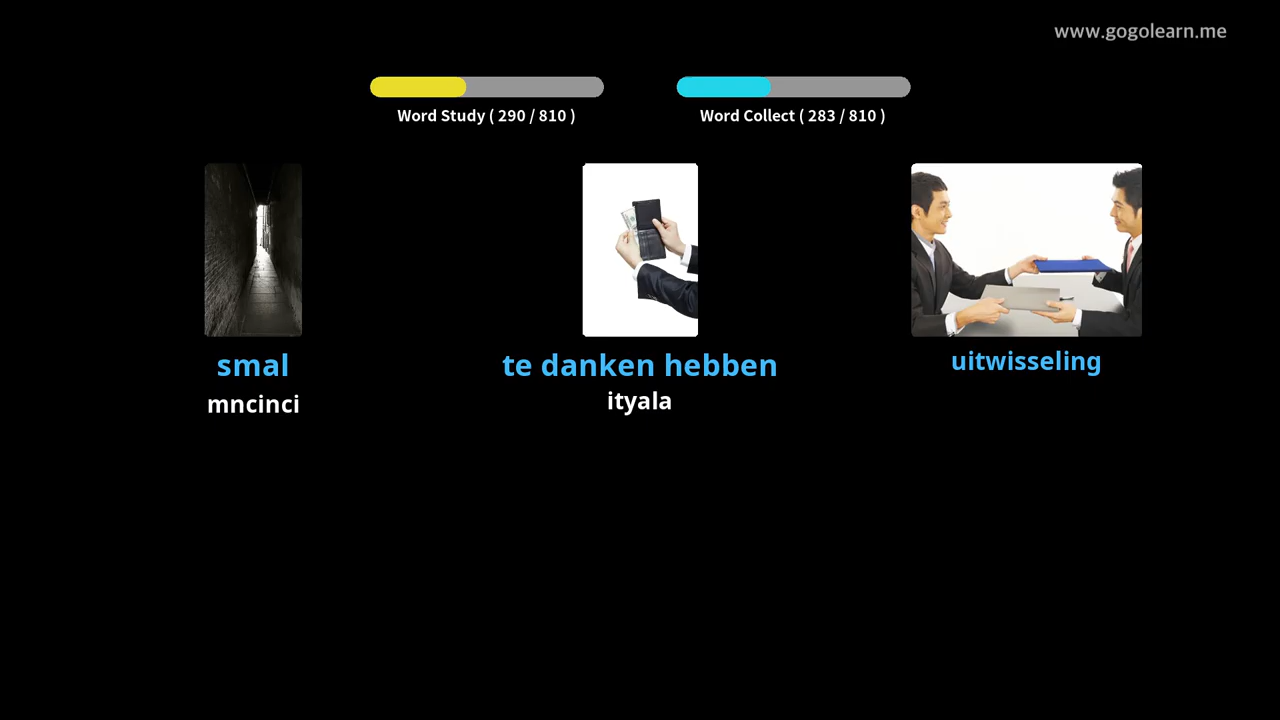 www.gogolearn.me
Word Study ( 290 / 810 )
Word Collect ( 283 / 810 )
smal
mncinci
te danken hebben
ityala
uitwisseling